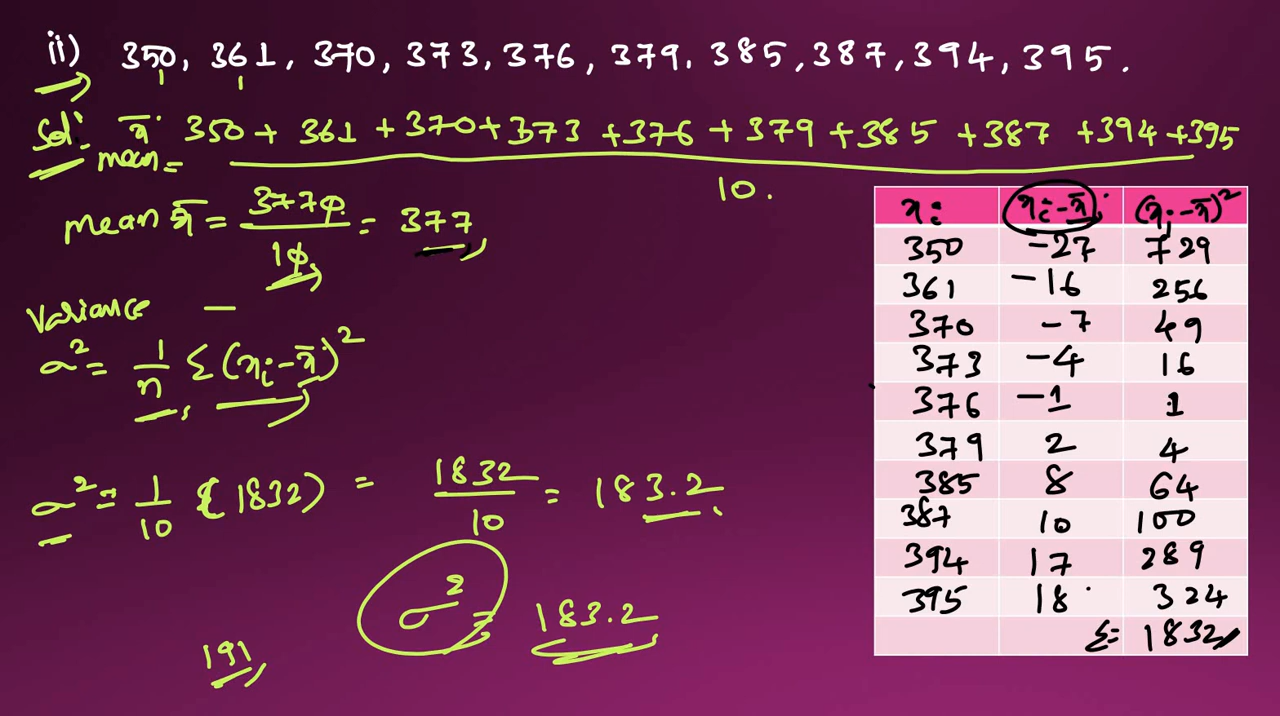 ii) 350, 361, 370, 373, 376, 379, 385, 387, 394, 395.
Sol: x̄ 350 + 361 + 370 + 373 + 376 + 379 + 385 + 387 + 394 + 395
mean =
10.
mean x̄ = 3770 / 10 = 377
Variance –
σ² = 1/n Σ (xi - x̄)²
σ² = 1/10 (1832) = 1832/10 = 183.2
σ² = 183.2
191
xi xi - x̄ (xi - x̄)²
350 -27 729
361 -16 256
370 -7 49
373 -4 16
376 -1 1
379 2 4
385 8 64
387 10 100
394 17 289
395 18 324
Σ= 1832